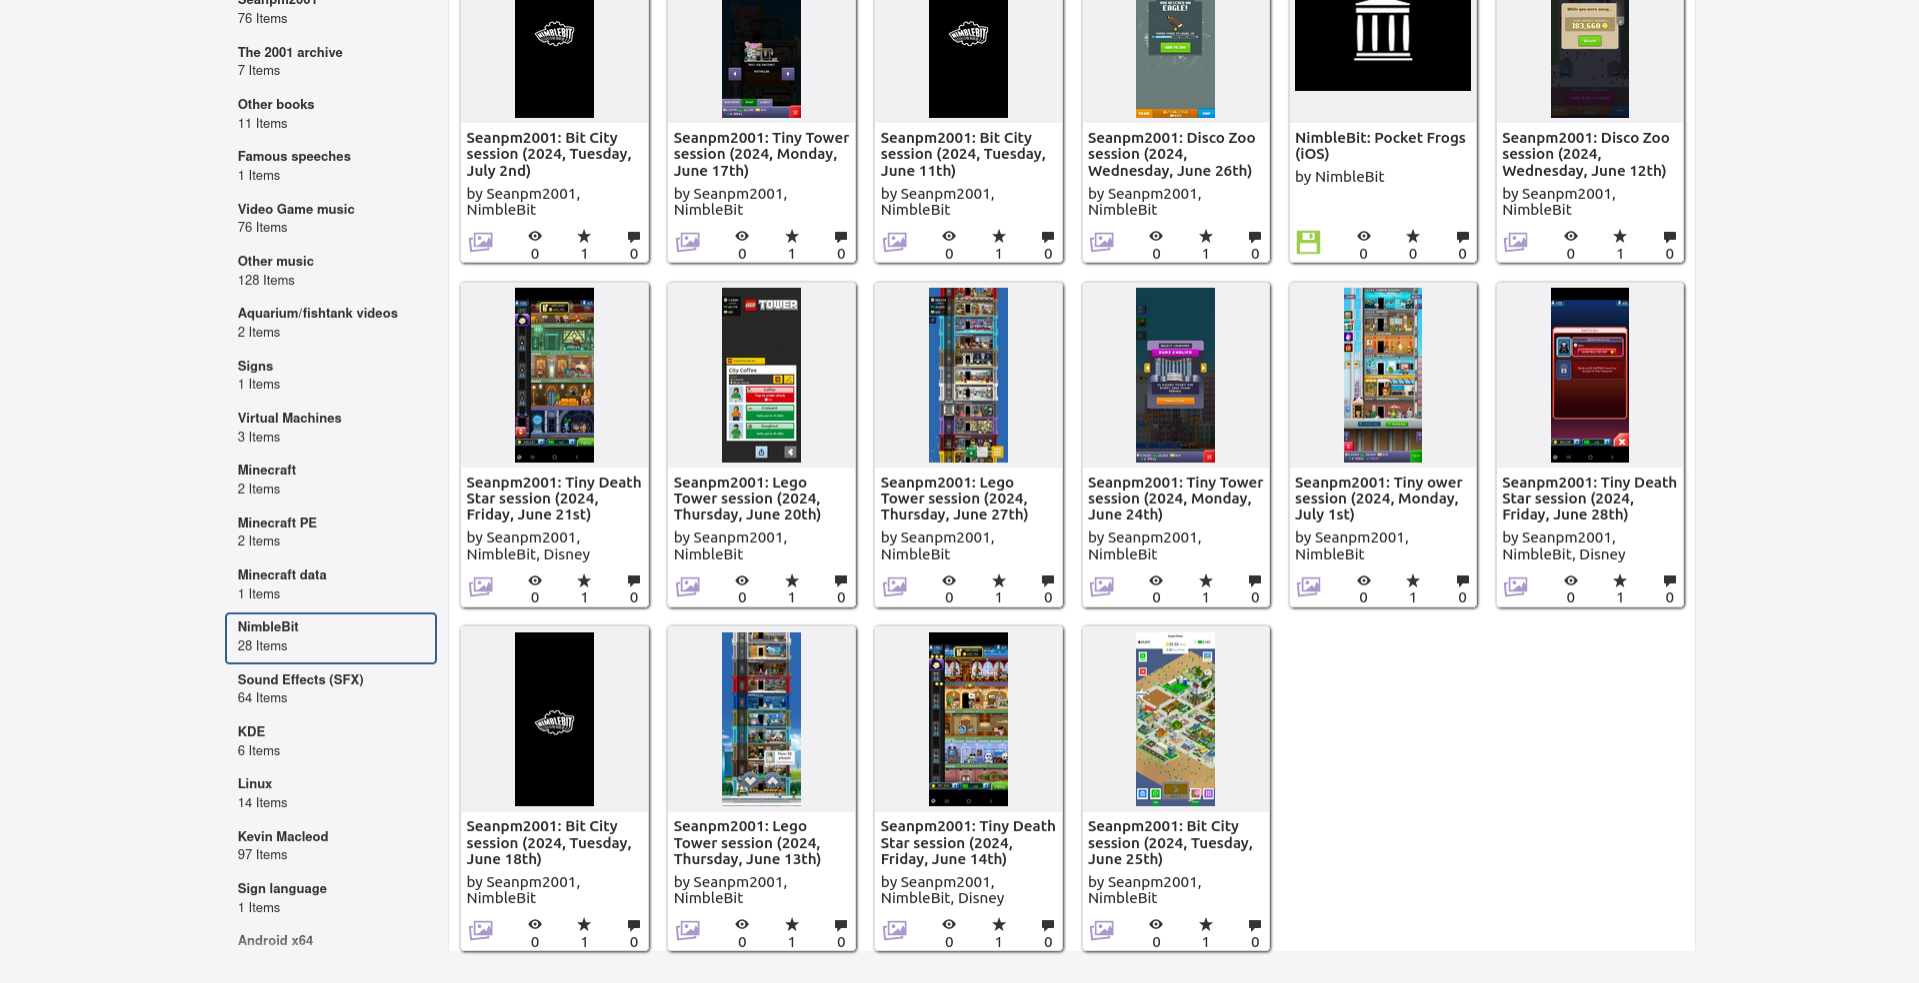 Seanpm2001
76 Items
The 2001 archive
7 Items
Other books
11 Items
Famous speeches
1 Items
Video Game music
76 Items
Other music
128 Items
Aquarium/fishtank videos
2 Items
Signs
1 Items
Virtual Machines
3 Items
Minecraft
2 Items
Minecraft PE
2 Items
Minecraft data
1 Items
NimbleBit
28 Items
Sound Effects (SFX)
64 Items
KDE
6 Items
Linux
14 Items
Kevin Macleod
97 Items
Sign language
1 Items
Android x64
NIMBLEBIT
Seanpm2001: Bit City
session (2024, Tuesday,
July 2nd)
by Seanpm2001,
NimbleBit
0 1 0
Seanpm2001: Tiny Tower
session (2024, Monday,
June 17th)
by Seanpm2001,
NimbleBit
0 1 0
NIMBLEBIT
Seanpm2001: Bit City
session (2024, Tuesday,
June 11th)
by Seanpm2001,
NimbleBit
0 1 0
EAGLE!
Seanpm2001: Disco Zoo
session (2024,
Wednesday, June 26th)
by Seanpm2001,
NimbleBit
0 1 0
NimbleBit: Pocket Frogs
(iOS)
by NimbleBit
0 0 0
183,660
Seanpm2001: Disco Zoo
session (2024,
Wednesday, June 12th)
by Seanpm2001,
NimbleBit
0 1 0
Seanpm2001: Tiny Death
Star session (2024,
Friday, June 21st)
by Seanpm2001,
NimbleBit, Disney
0 1 0
LEGO TOWER
City Coffee
Coffee
Croissant
Doughnut
Seanpm2001: Lego
Tower session (2024,
Thursday, June 20th)
by Seanpm2001,
NimbleBit
0 1 0
Seanpm2001: Lego
Tower session (2024,
Thursday, June 27th)
by Seanpm2001,
NimbleBit
0 1 0
BURJ KHALIFA
Seanpm2001: Tiny Tower
session (2024, Monday,
June 24th)
by Seanpm2001,
NimbleBit
0 1 0
Seanpm2001: Tiny ower
session (2024, Monday,
July 1st)
by Seanpm2001,
NimbleBit
0 1 0
Seanpm2001: Tiny Death
Star session (2024,
Friday, June 28th)
by Seanpm2001,
NimbleBit, Disney
0 1 0
NIMBLEBIT
Seanpm2001: Bit City
session (2024, Tuesday,
June 18th)
by Seanpm2001,
NimbleBit
0 1 0
Seanpm2001: Lego
Tower session (2024,
Thursday, June 13th)
by Seanpm2001,
NimbleBit
0 1 0
Seanpm2001: Tiny Death
Star session (2024,
Friday, June 14th)
by Seanpm2001,
NimbleBit, Disney
0 1 0
Seanpm2001: Bit City
session (2024, Tuesday,
June 25th)
by Seanpm2001,
NimbleBit
0 1 0